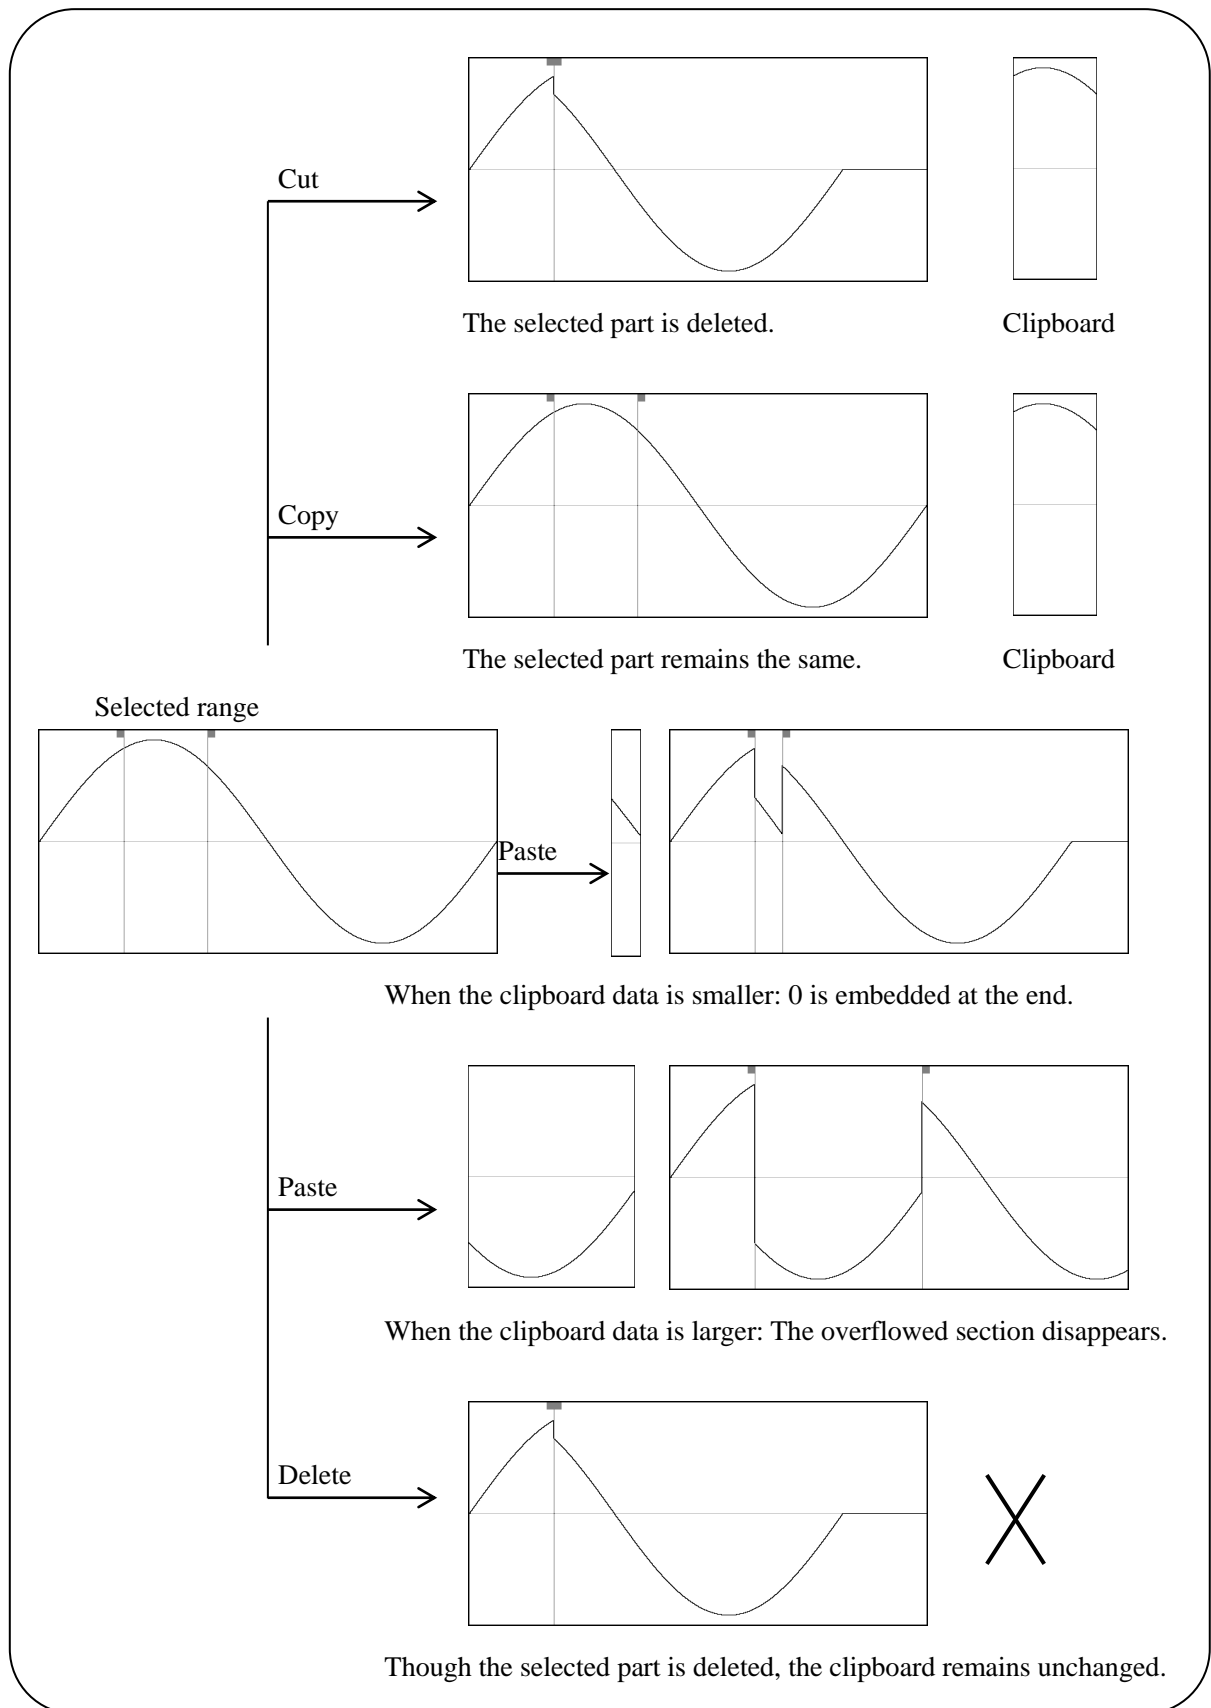 Cut
The selected part is deleted.
Clipboard
Copy
The selected part remains the same.
Clipboard
Selected range
Paste
When the clipboard data is smaller: 0 is embedded at the end.
Paste
When the clipboard data is larger: The overflowed section disappears.
Delete
Though the selected part is deleted, the clipboard remains unchanged.